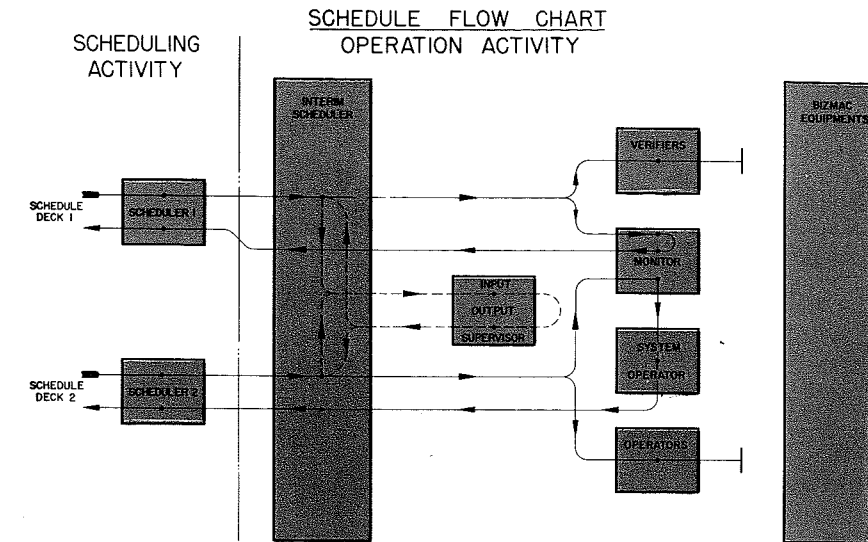 SCHEDULE FLOW CHART
OPERATION ACTIVITY
SCHEDULING
ACTIVITY
INTERIM
SCHEDULER
BIZMAC
EQUIPMENTS
VERIFIERS
SCHEDULE
DECK 1
SCHEDULER 1
MONITOR
INPUT
OUTPUT
SUPERVISOR
SYSTEM
OPERATOR
SCHEDULE
DECK 2
SCHEDULER 2
OPERATORS